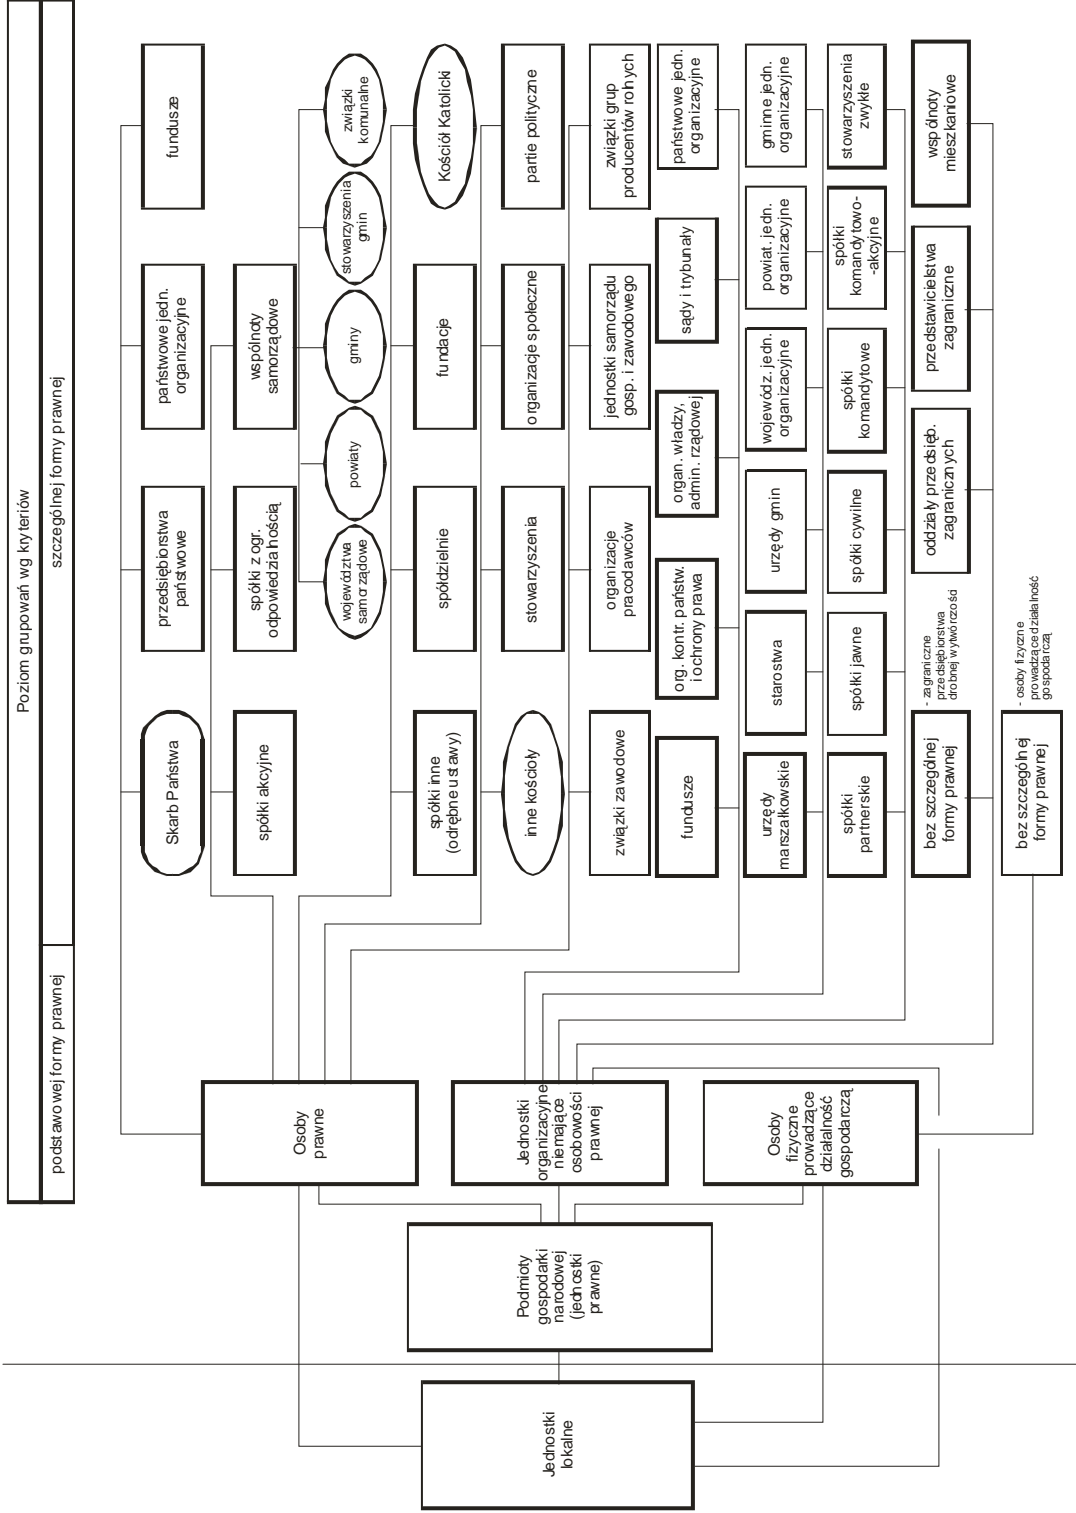 Poziom grupowań wg kryteriów
podstawowej formy prawnej
szczególnej formy prawnej
Jednostki
lokalne
Podmioty
gospodarki
narodowej
(jednostki
prawne)
Osoby
prawne
Jednostki
organizacyjne
niemające
osobowości
prawnej
Osoby
fizyczne
prowadzące
działalność
gospodarczą
Skarb Państwa
przedsiębiorstwa
państwowe
państwowe jedn.
organizacyjne
fundusze
spółki akcyjne
spółki z ogr.
odpowiedzialnością
wspólnoty
samorządowe
województwa
samorządowe
powiaty
gminy
stowarzyszenia
gmin
związki
komunalne
spółki inne
(odrębne ustawy)
spółdzielnie
fundacje
Kościół Katolicki
inne kościoły
stowarzyszenia
organizacje społeczne
partie polityczne
związki zawodowe
organizacje
pracodawców
jednostki samorządu
gosp. i zawodowego
związki grup
producentów rolnych
fundusze
org. kontr. państw.
i ochrony prawa
organ. władzy,
admin. rządowej
sądy i trybunały
państwowe jedn.
organizacyjne
urzędy
marszałkowskie
starostwa
urzędy gmin
wojewódz. jedn.
organizacyjne
powiat. jedn.
organizacyjne
gminne jedn.
organizacyjne
spółki
partnerskie
spółki jawne
spółki cywilne
spółki
komandytowe
spółki
komandytowo-
-akcyjne
stowarzyszenia
zwykłe
bez szczególnej
formy prawnej
- zagraniczne
przedsiębiorstwa
drobnej wytwórczości
oddziały przedsięb.
zagranicznych
przedstawicielstwa
zagraniczne
wspólnoty
mieszkaniowe
bez szczególnej
formy prawnej
- osoby fizyczne
prowadzące działalność
gospodarczą